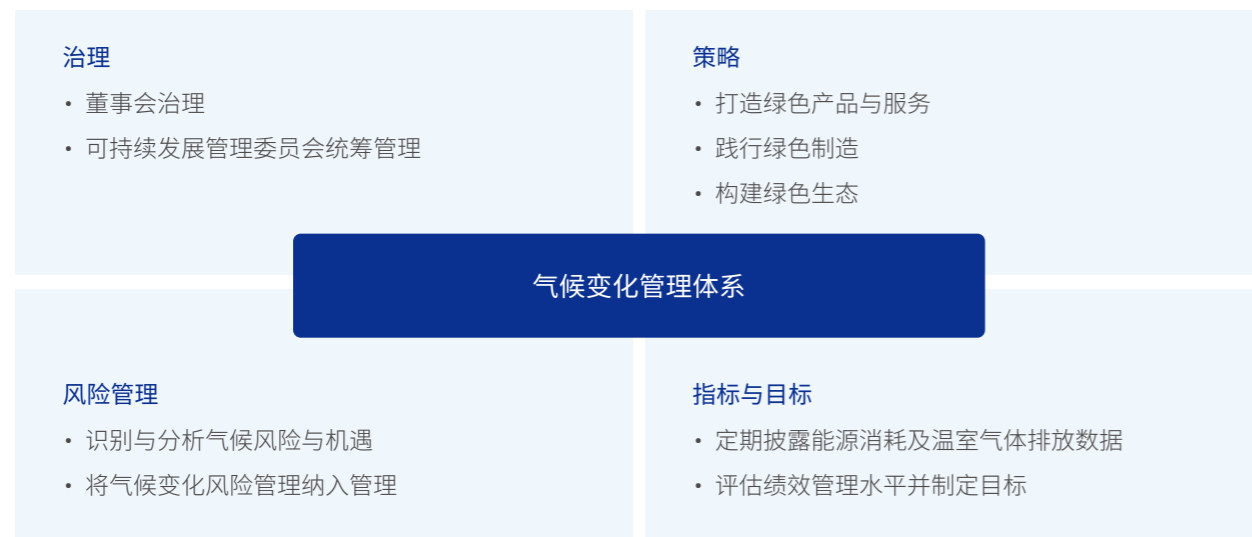 治理
• 董事会治理
• 可持续发展管理委员会统筹管理
策略
• 打造绿色产品与服务
• 践行绿色制造
• 构建绿色生态
气候变化管理体系
风险管理
• 识别与分析气候风险与机遇
• 将气候变化风险管理纳入管理
指标与目标
• 定期披露能源消耗及温室气体排放数据
• 评估绩效管理水平并制定目标